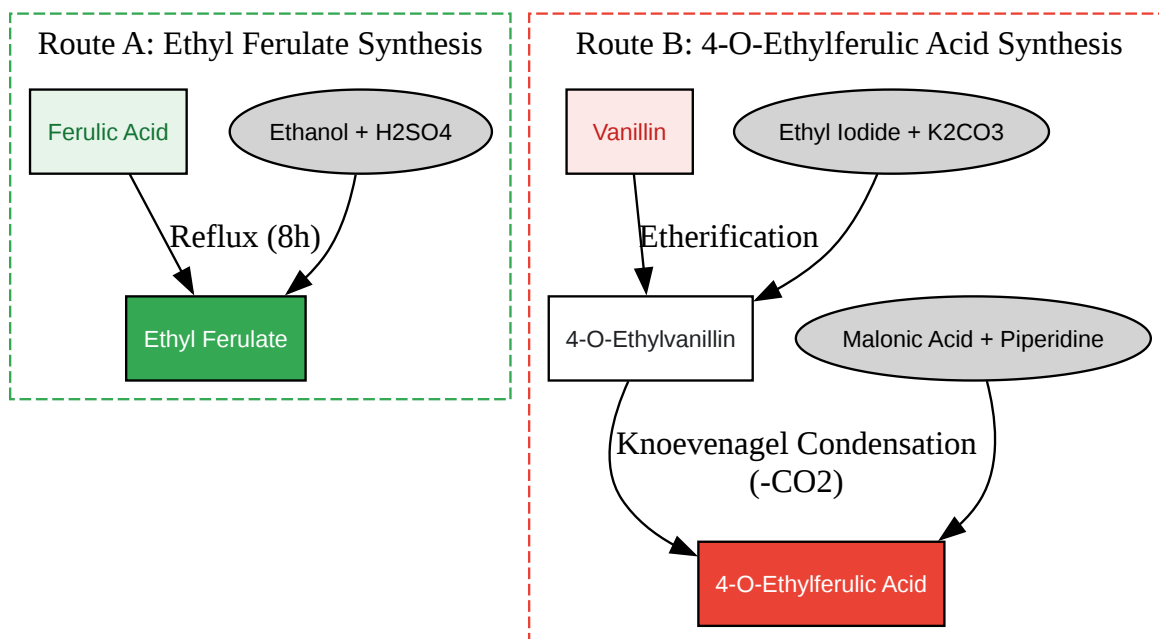 Route A: Ethyl Ferulate Synthesis
Ferulic Acid
Ethanol + H2SO4
Reflux (8h)
Ethyl Ferulate
Route B: 4-O-Ethylferulic Acid Synthesis
Vanillin
Ethyl Iodide + K2CO3
Etherification
4-O-Ethylvanillin
Malonic Acid + Piperidine
Knoevenagel Condensation
(-CO2)
4-O-Ethylferulic Acid